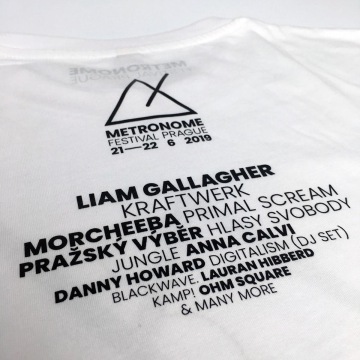 METRONOME
FESTIVAL PRAGUE
21—22 6 2019
LIAM GALLAGHER
KRAFTWERK
MORCHEEBA PRIMAL SCREAM
PRAŽSKÝ VÝBĚR HLASY SVOBODY
JUNGLE ANNA CALVI
DANNY HOWARD DIGITALISM (DJ SET)
BLACKWAVE. LAURAN HIBBERD
KAMP! OHM SQUARE
& MANY MORE